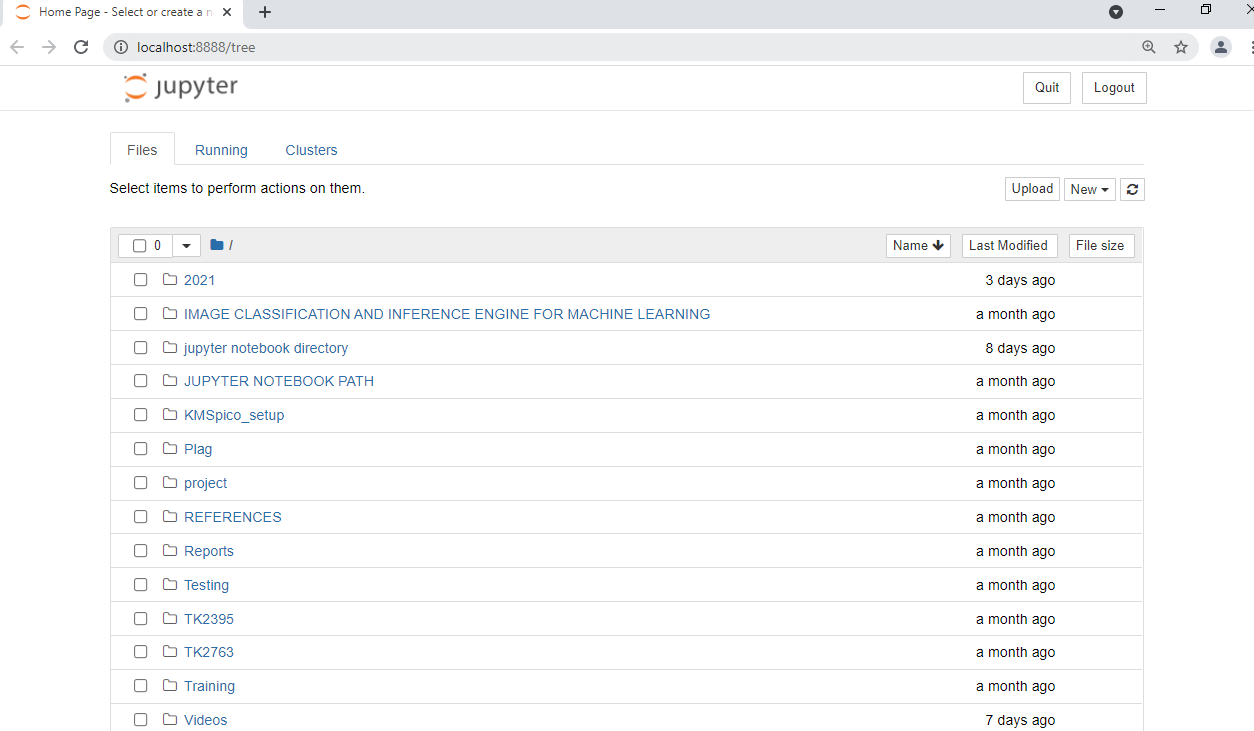 Home Page - Select or create a n
localhost:8888/tree
jupyter
Quit
Logout
Files
Running
Clusters
Select items to perform actions on them.
Upload
New
0
/
Name
Last Modified
File size
2021
3 days ago
IMAGE CLASSIFICATION AND INFERENCE ENGINE FOR MACHINE LEARNING
a month ago
jupyter notebook directory
8 days ago
JUPYTER NOTEBOOK PATH
a month ago
KMSpico_setup
a month ago
Plag
a month ago
project
a month ago
REFERENCES
a month ago
Reports
a month ago
Testing
a month ago
TK2395
a month ago
TK2763
a month ago
Training
a month ago
Videos
7 days ago